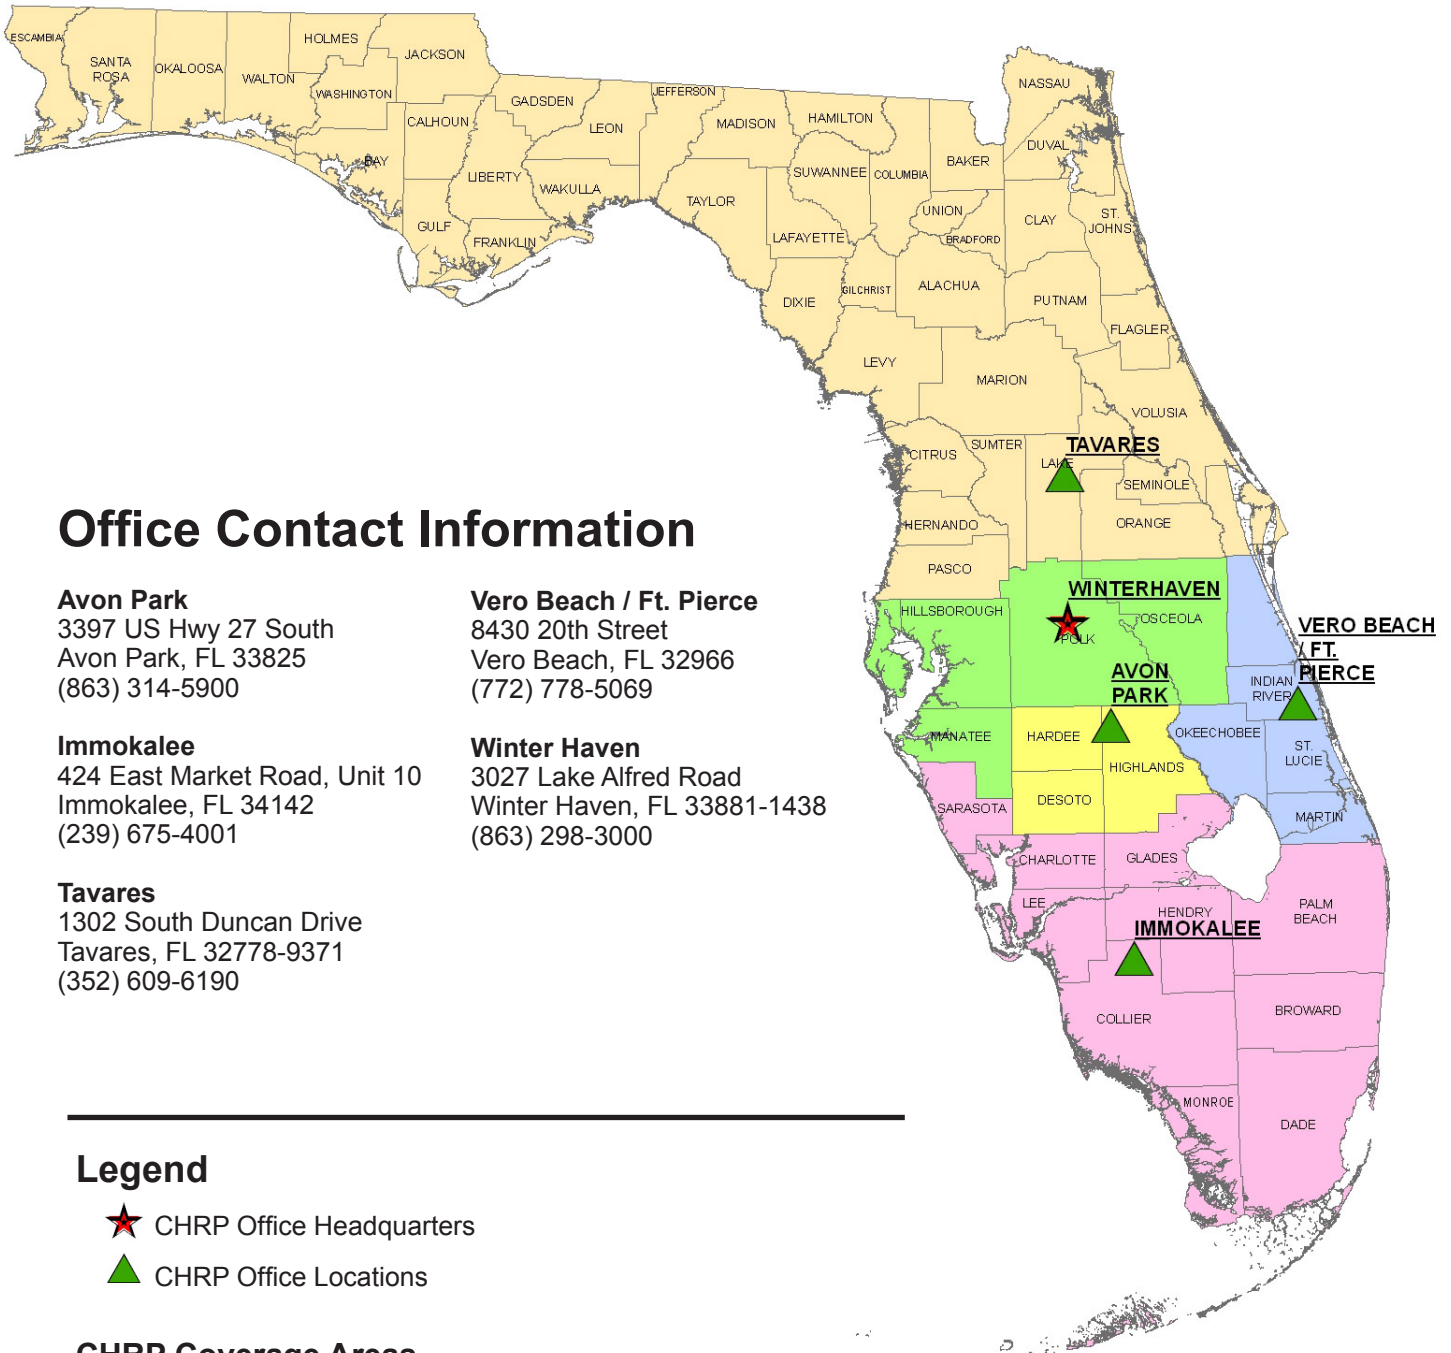 ESCAMBIA
SANTA
ROSA
OKALOOSA
WALTON
HOLMES
WASHINGTON
JACKSON
BAY
CALHOUN
GULF
GADSDEN
LIBERTY
FRANKLIN
LEON
WAKULLA
JEFFERSON
MADISON
TAYLOR
HAMILTON
SUWANNEE
LAFAYETTE
DIXIE
COLUMBIA
GILCHRIST
BAKER
UNION
BRADFORD
ALACHUA
LEVY
NASSAU
DUVAL
CLAY
ST.
JOHNS
PUTNAM
FLAGLER
MARION
VOLUSIA
CITRUS
SUMTER
LAKE
TAVARES
SEMINOLE
ORANGE
HERNANDO
PASCO
WINTERHAVEN
HILLSBOROUGH
POLK
OSCEOLA
VERO BEACH
/ FT.
PIERCE
INDIAN
RIVER
AVON
PARK
MANATEE
HARDEE
HIGHLANDS
OKEECHOBEE
ST.
LUCIE
DESOTO
SARASOTA
MARTIN
CHARLOTTE
GLADES
LEE
HENDRY
PALM
BEACH
IMMOKALEE
COLLIER
BROWARD
MONROE
DADE
Office Contact Information
Avon Park
3397 US Hwy 27 South
Avon Park, FL 33825
(863) 314-5900
Immokalee
424 East Market Road, Unit 10
Immokalee, FL 34142
(239) 675-4001
Tavares
1302 South Duncan Drive
Tavares, FL 32778-9371
(352) 609-6190
Vero Beach / Ft. Pierce
8430 20th Street
Vero Beach, FL 32966
(772) 778-5069
Winter Haven
3027 Lake Alfred Road
Winter Haven, FL 33881-1438
(863) 298-3000
Legend
CHRP Office Headquarters
CHRP Office Locations
CHRP Coverage Areas